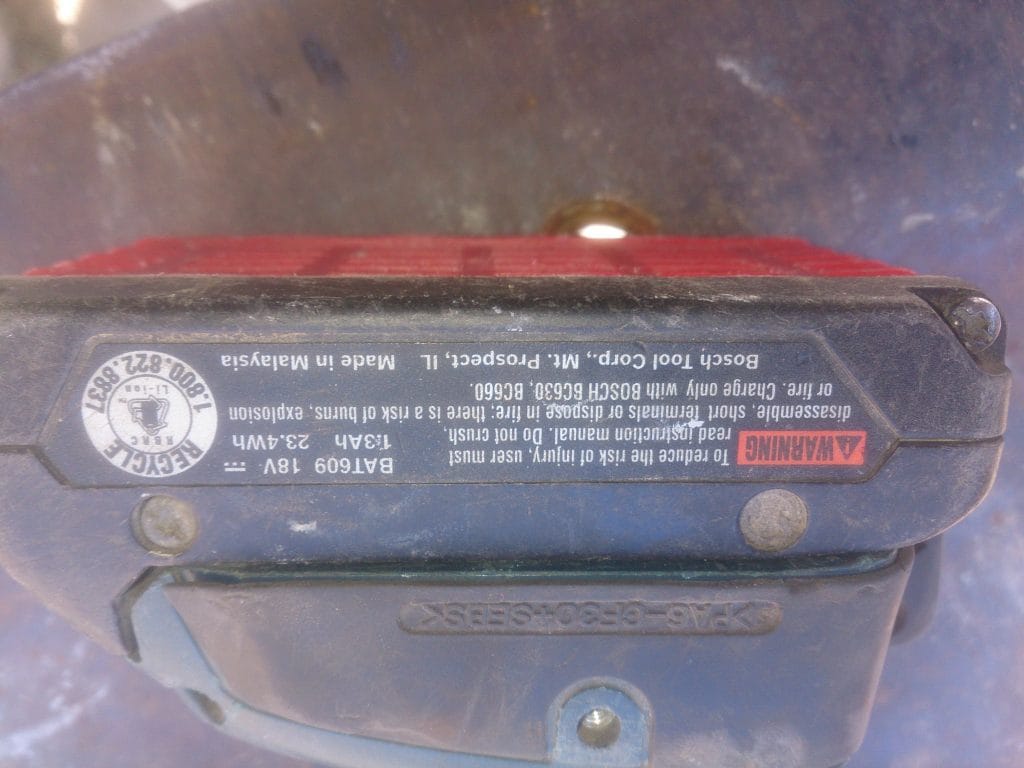 >PA6-GF30+SEBS<
WARNING
To reduce the risk of injury, user must
read instruction manual. Do not crush,
disassemble, short terminals or dispose in fire; there is a risk of burns, explosion,
or fire. Charge only with BOSCH BC630, BC660.
Bosch Tool Corp., Mt. Prospect, IL Made in Malaysia
BAT609 18V ⎓
1.3Ah 23.4Wh
RECYCLE
RBRC
Li-ion
1.800.822.8837